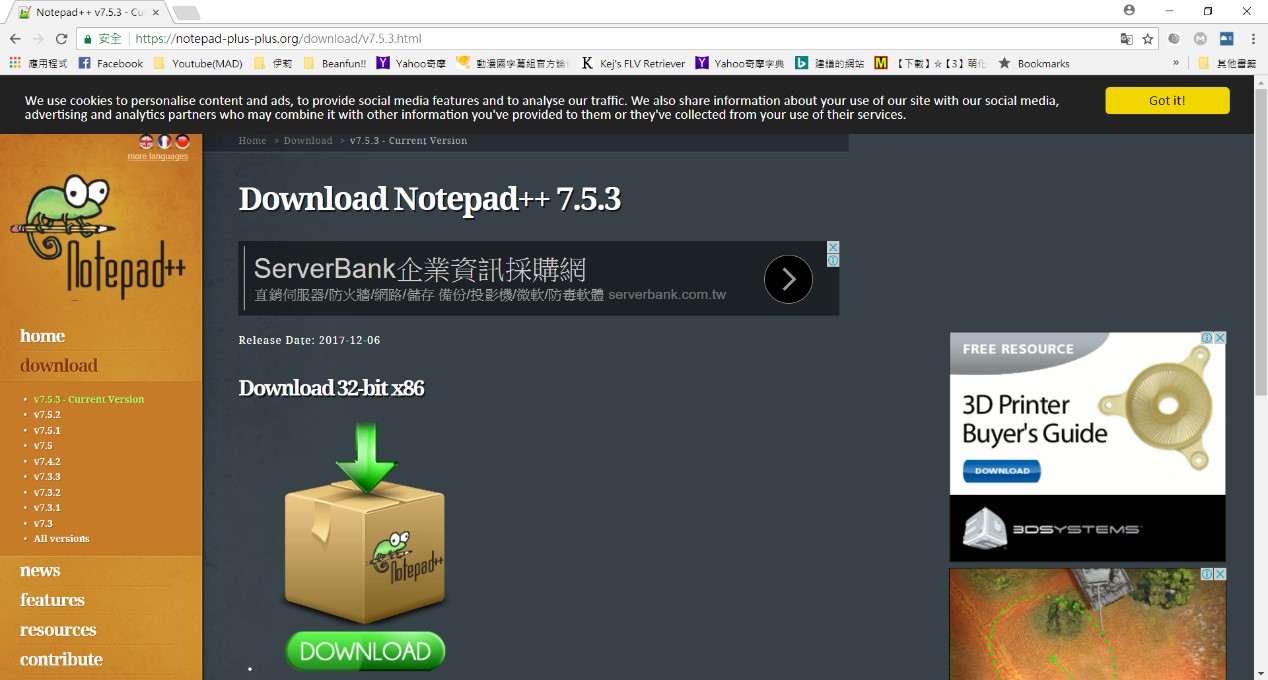 Notepad++ v7.5.3 - Cu
安全 https://notepad-plus-plus.org/download/v7.5.3.html
應用程式 Facebook Youtube(MAD) 伊莉 Beanfun!! Yahoo奇摩 動漫國字幕組官方論 Kej's FLV Retriever Yahoo奇摩字典 建議的網站 【下載】☆【3】萌化 Bookmarks » 其他書籤
We use cookies to personalise content and ads, to provide social media features and to analyse our traffic. We also share information about your use of our site with our social media,
advertising and analytics partners who may combine it with other information you've provided to them or they've collected from your use of their services.
Got it!
more languages
Home > Download > v7.5.3 - Current Version
Notepad++
home
download
v7.5.3 - Current Version
v7.5.2
v7.5.1
v7.5
v7.4.2
v7.3.3
v7.3.2
v7.3.1
v7.3
All versions
news
features
resources
contribute
Download Notepad++ 7.5.3
ServerBank企業資訊採購網
直銷伺服器/防火牆/網路/儲存 備份/投影機/微軟/防毒軟體 serverbank.com.tw
Release Date: 2017-12-06
Download 32-bit x86
Notepad++
DOWNLOAD
FREE RESOURCE
3D Printer
Buyer's Guide
DOWNLOAD
3DSYSTEMS